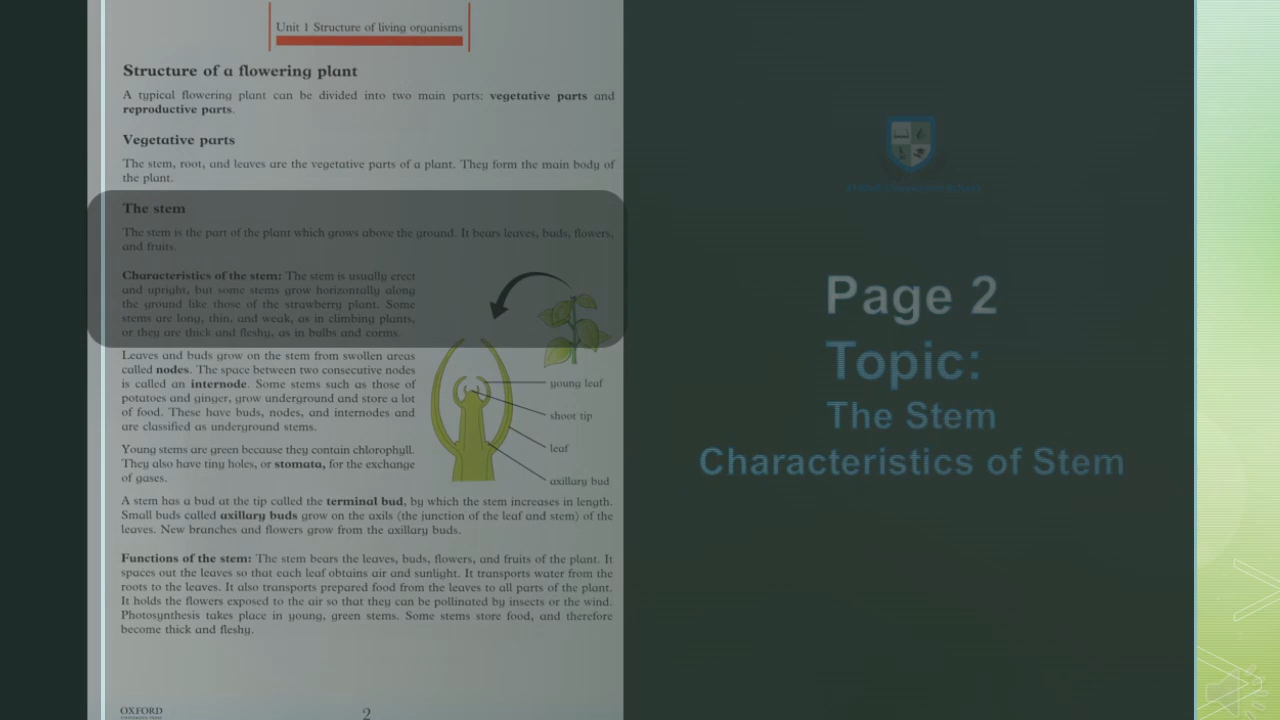 Unit 1 Structure of living organisms
Structure of a flowering plant
A typical flowering plant can be divided into two main parts: vegetative parts and
reproductive parts.
Vegetative parts
The stem, root, and leaves are the vegetative parts of a plant. They form the main body of
the plant.
The stem
The stem is the part of the plant which grows above the ground. It bears leaves, buds, flowers,
and fruits.
Characteristics of the stem: The stem is usually erect
and upright, but some stems grow horizontally along
the ground like those of the strawberry plant. Some
stems are long, thin, and weak, as in climbing plants,
or they are thick and fleshy, as in bulbs and corms.
Leaves and buds grow on the stem from swollen areas
called nodes. The space between two consecutive nodes
is called an internode. Some stems such as those of
potatoes and ginger, grow underground and store a lot
of food. These have buds, nodes, and internodes and
are classified as underground stems.
Young stems are green because they contain chlorophyll.
They also have tiny holes, or stomata, for the exchange
of gases.
young leaf
shoot tip
leaf
axillary bud
A stem has a bud at the tip called the terminal bud, by which the stem increases in length.
Small buds called axillary buds grow on the axils (the junction of the leaf and stem) of the
leaves. New branches and flowers grow from the axillary buds.
Functions of the stem: The stem bears the leaves, buds, flowers, and fruits of the plant. It
spaces out the leaves so that each leaf obtains air and sunlight. It transports water from the
roots to the leaves. It also transports prepared food from the leaves to all parts of the plant.
It holds the flowers exposed to the air so that they can be pollinated by insects or the wind.
Photosynthesis takes place in young, green stems. Some stems store food, and therefore
become thick and fleshy.
OXFORD
2
Page 2
Topic:
The Stem
Characteristics of Stem